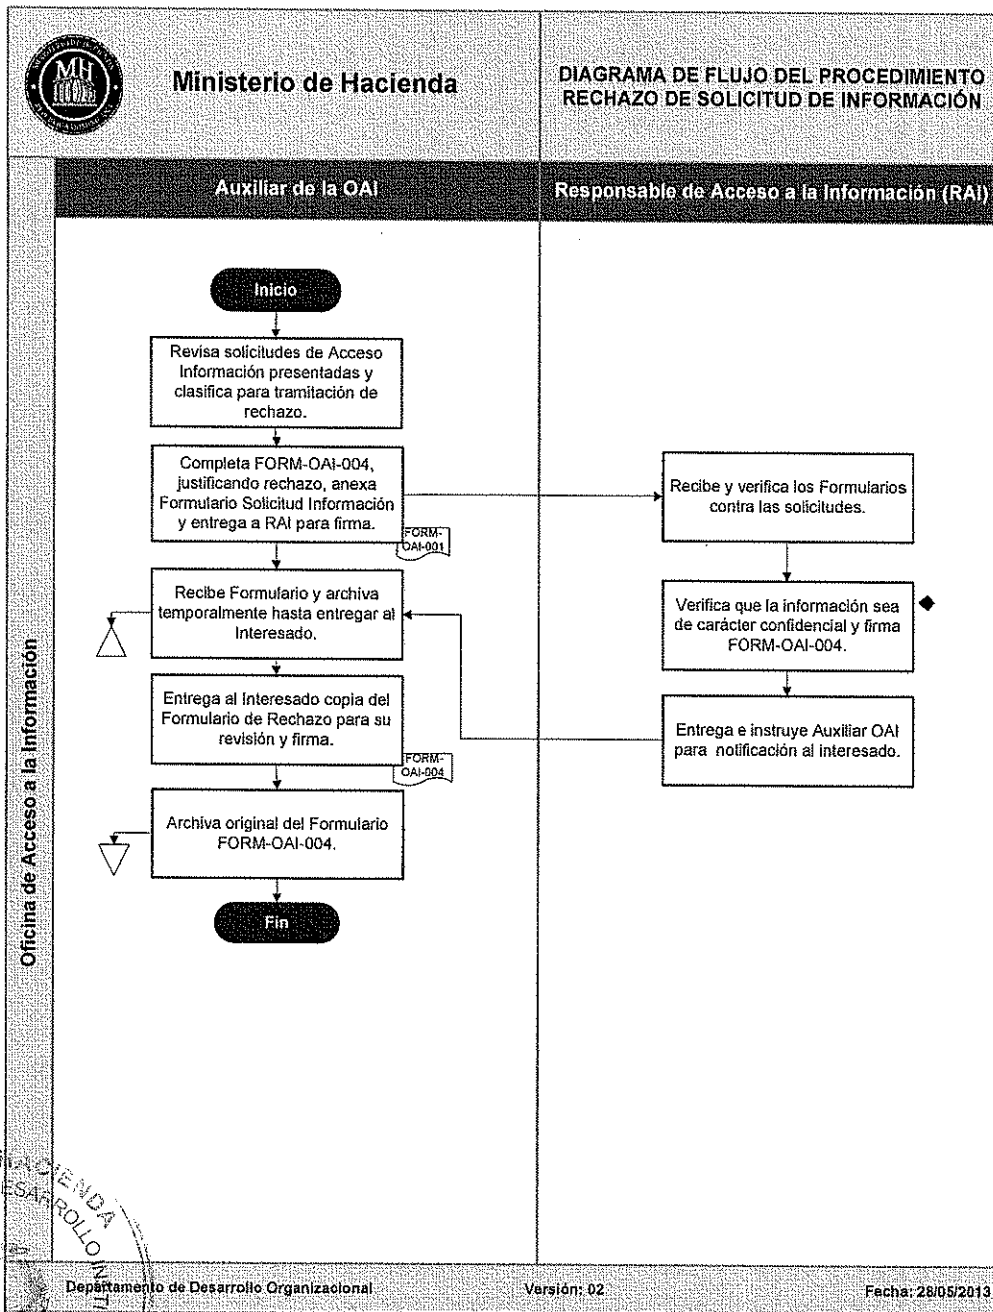 MH
Ministerio de Hacienda
DIAGRAMA DE FLUJO DEL PROCEDIMIENTO
RECHAZO DE SOLICITUD DE INFORMACIÓN
Auxiliar de la OAI
Responsable de Acceso a la Información (RAI)
Oficina de Acceso a la Información
Inicio
Revisa solicitudes de Acceso
Información presentadas y
clasifica para tramitación de
rechazo.
Completa FORM-OAI-004,
justificando rechazo, anexa
Formulario Solicitud Información
y entrega a RAI para firma.
FORM-
OAI-001
Recibe y verifica los Formularios
contra las solicitudes.
Recibe Formulario y archiva
temporalmente hasta entregar al
Interesado.
Verifica que la información sea
de carácter confidencial y firma
FORM-OAI-004.
Entrega al Interesado copia del
Formulario de Rechazo para su
revisión y firma.
FORM-
OAI-004
Entrega e instruye Auxiliar OAI
para notificación al interesado.
Archiva original del Formulario
FORM-OAI-004.
Fin
HACIENDA
DESARROLLO
Departamento de Desarrollo Organizacional
Versión: 02
Fecha: 28/05/2013